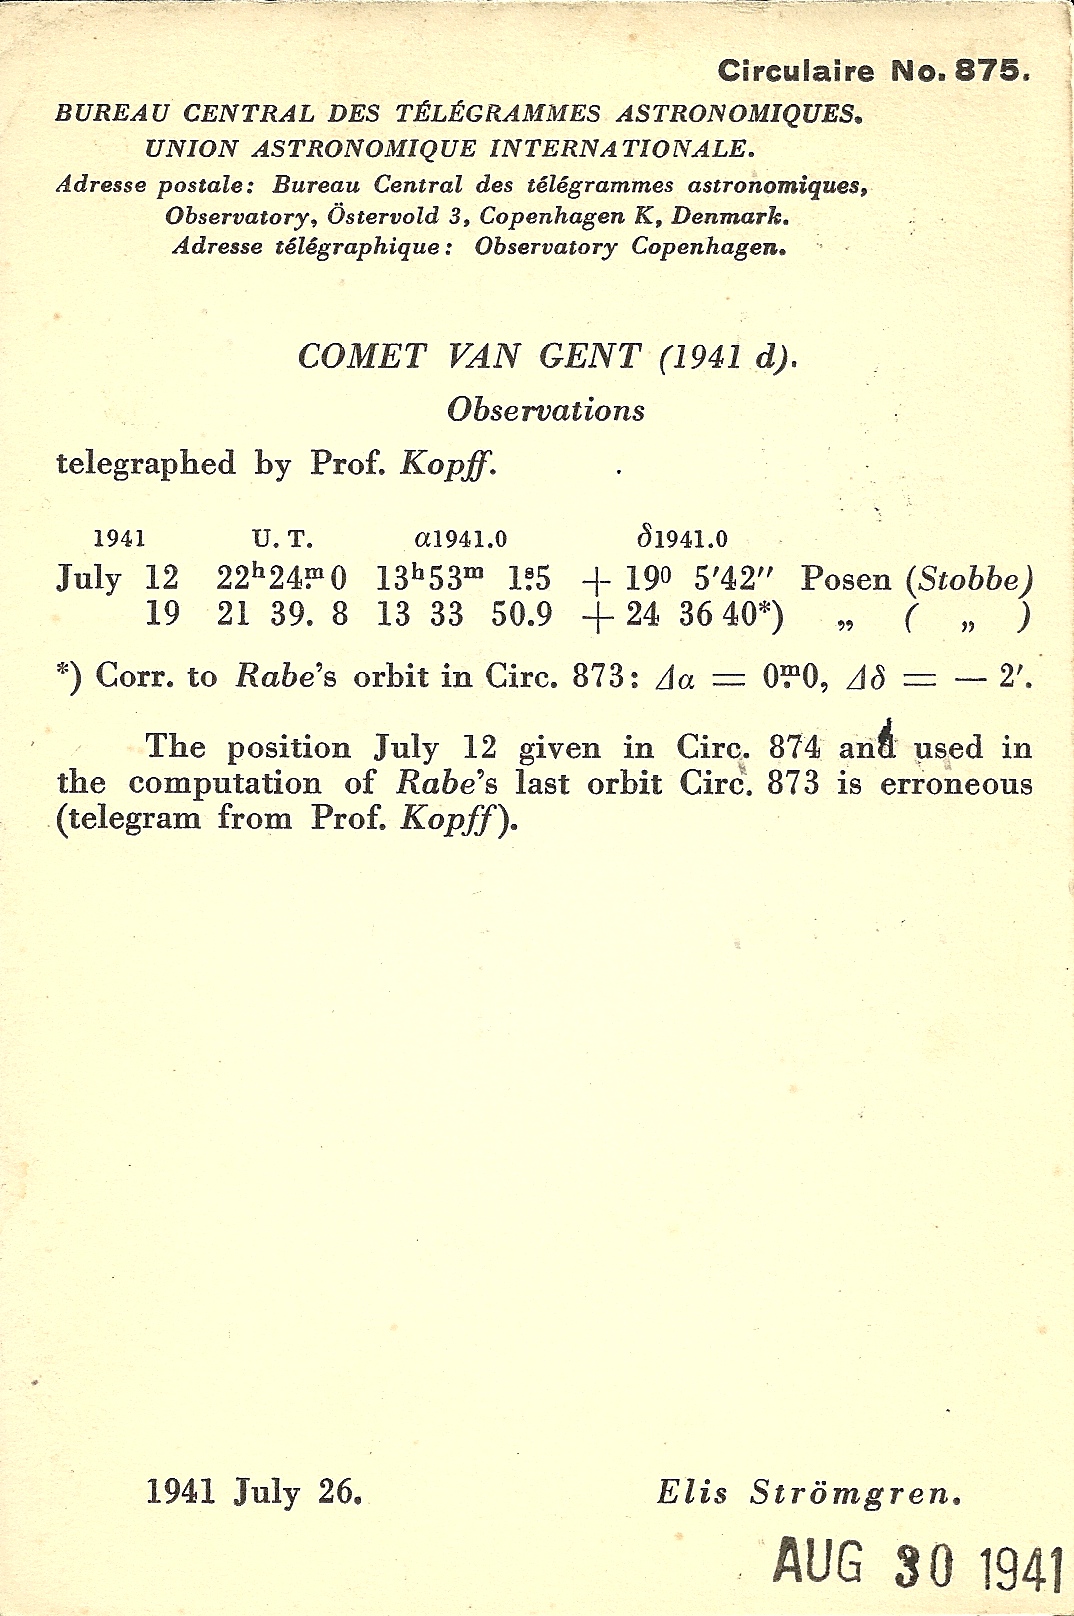 Circulaire No. 875.
BUREAU CENTRAL DES TÉLÉGRAMMES ASTRONOMIQUES.
UNION ASTRONOMIQUE INTERNATIONALE.
Adresse postale: Bureau Central des télégrammes astronomiques,
Observatory, Östervold 3, Copenhagen K, Denmark.
Adresse télégraphique: Observatory Copenhagen.
COMET VAN GENT (1941 d).
Observations
telegraphed by Prof. Kopff.
1941 U. T. α1941.0 δ1941.0
July 12 22ʰ24ᵐ.0 13ʰ53ᵐ 1ˢ.5 + 19⁰ 5′42″ Posen (Stobbe)
19 21 39. 8 13 33 50.9 + 24 36 40*) „ ( „ )
*) Corr. to Rabe's orbit in Circ. 873: Δα = 0ᵐ.0, Δδ = — 2′.
The position July 12 given in Circ. 874 and used in
the computation of Rabe's last orbit Circ. 873 is erroneous
(telegram from Prof. Kopff).
1941 July 26. Elis Strömgren.
AUG 30 1941